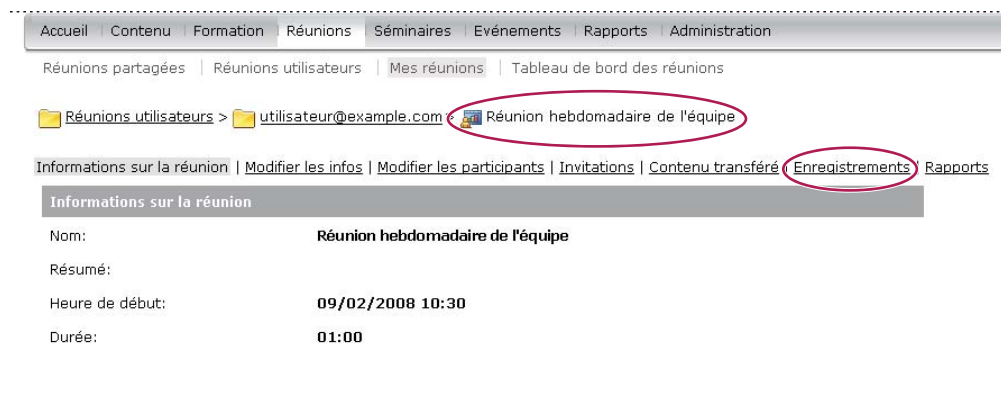 Accueil | Contenu | Formation | Réunions | Séminaires | Evénements | Rapports | Administration
Réunions partagées | Réunions utilisateurs | Mes réunions | Tableau de bord des réunions
Réunions utilisateurs > utilisateur@example.com > Réunion hebdomadaire de l'équipe
Informations sur la réunion | Modifier les infos | Modifier les participants | Invitations | Contenu transféré | Enregistrements | Rapports
Informations sur la réunion
Nom: Réunion hebdomadaire de l'équipe
Résumé:
Heure de début: 09/02/2008 10:30
Durée: 01:00